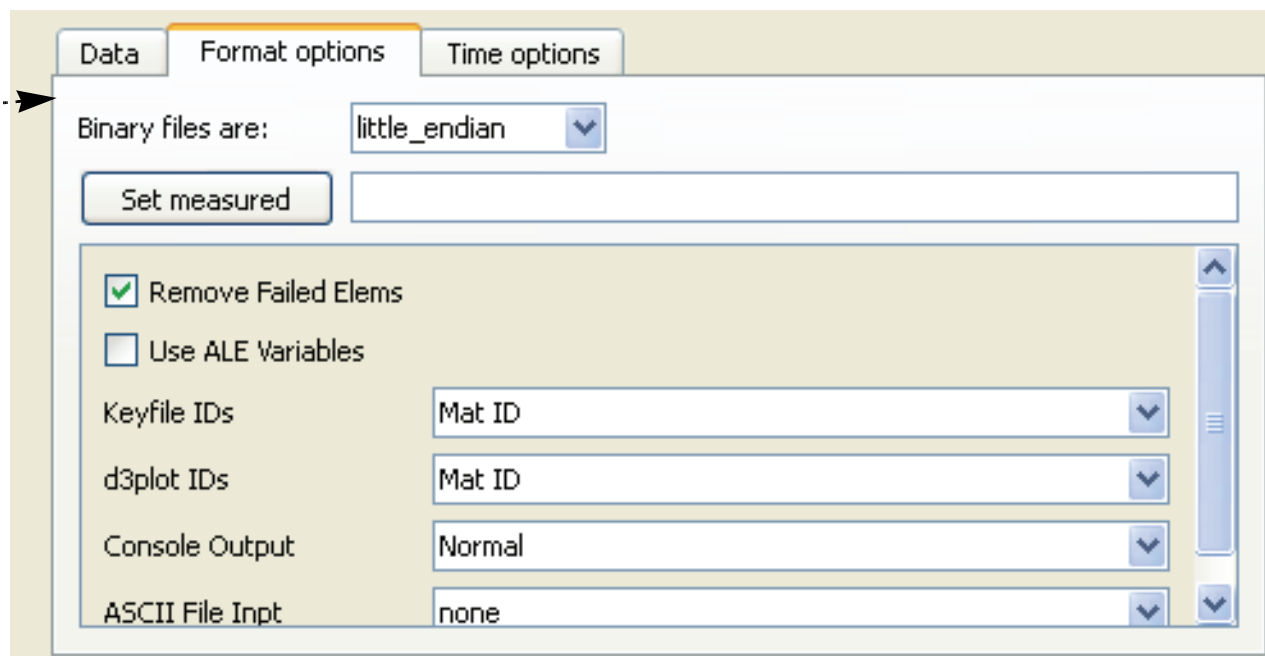 Data Format options Time options
Binary files are: little_endian
Set measured
Remove Failed Elems
Use ALE Variables
Keyfile IDs Mat ID
d3plot IDs Mat ID
Console Output Normal
ASCII File Inpt none